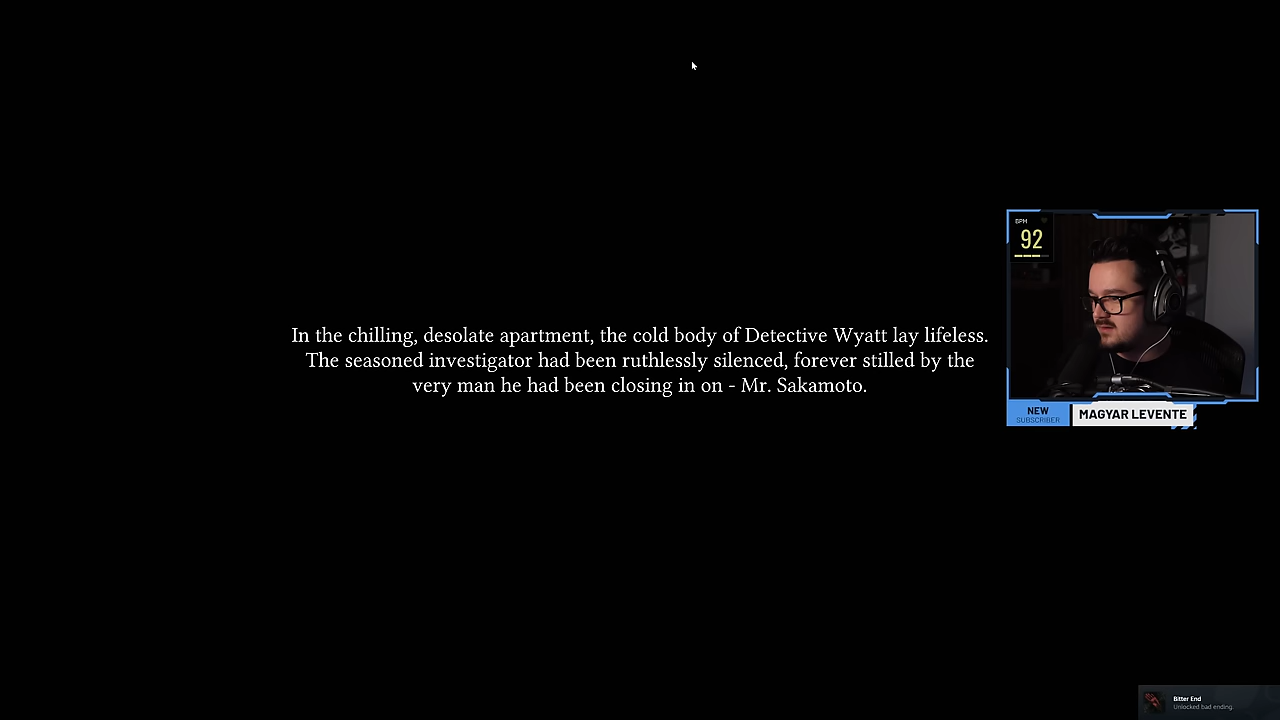 BPM
92
In the chilling, desolate apartment, the cold body of Detective Wyatt lay lifeless.
The seasoned investigator had been ruthlessly silenced, forever stilled by the
very man he had been closing in on - Mr. Sakamoto.
NEW
SUBSCRIBER
MAGYAR LEVENTE
Bitter End
Unlocked bad ending.